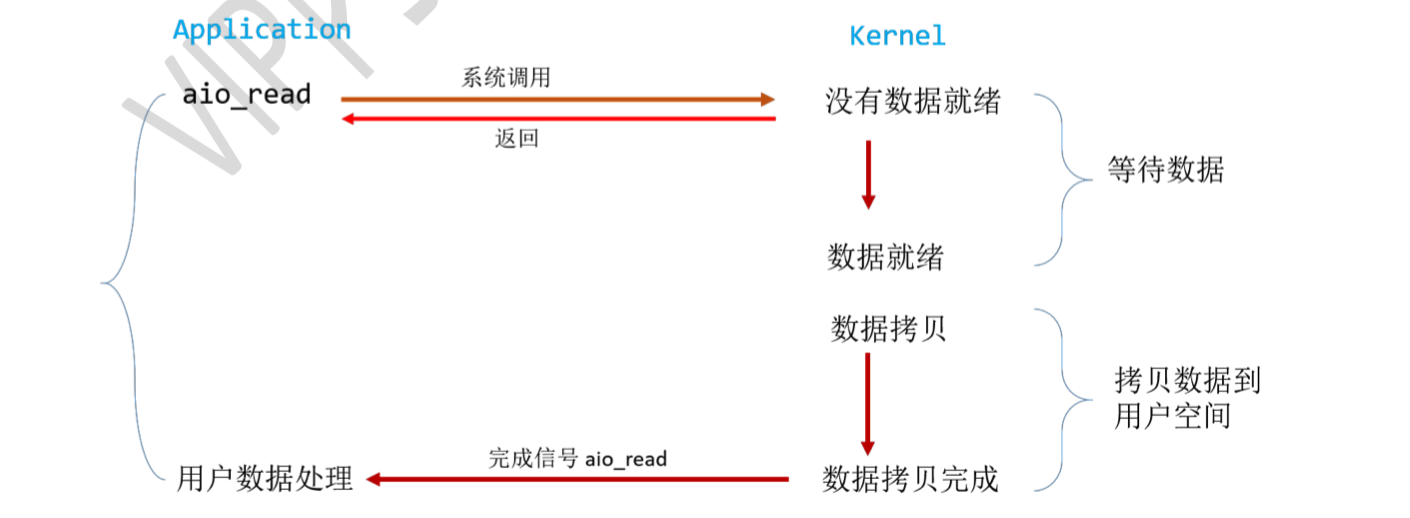 Application
Kernel
aio_read
系统调用
返回
没有数据就绪
等待数据
数据就绪
数据拷贝
拷贝数据到
用户空间
用户数据处理
完成信号 aio_read
数据拷贝完成